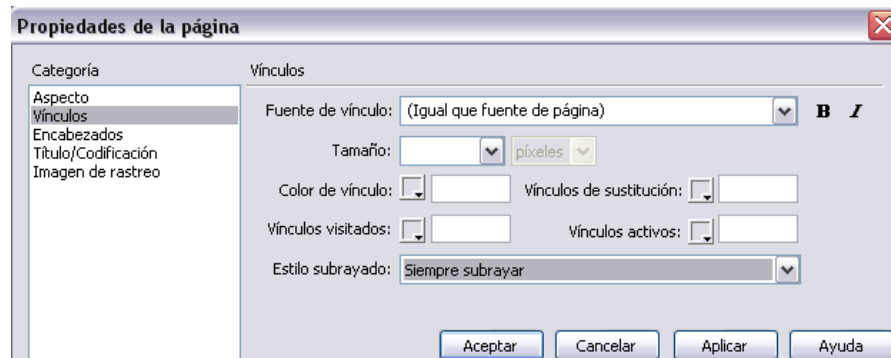 Propiedades de la página
Categoría
Aspecto
Vínculos
Encabezados
Título/Codificación
Imagen de rastreo
Vínculos
Fuente de vínculo: (Igual que fuente de página) B I
Tamaño: píxeles
Color de vínculo: Vínculos de sustitución:
Vínculos visitados: Vínculos activos:
Estilo subrayado: Siempre subrayar
Aceptar Cancelar Aplicar Ayuda